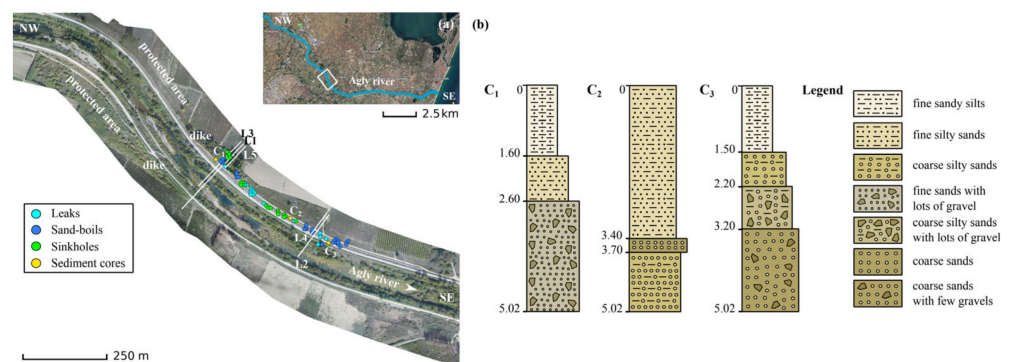 NW
protected area
protected area
dike
dike
L3
L1
C1
L5
C2
L4
C3
L2
Agly river
SE
Leaks
Sand-boils
Sinkholes
Sediment cores
250 m
NW
(a)
Agly river
SE
2.5 km
(b)
C1
0
1.60
2.60
5.02
C2
0
3.40
3.70
5.02
C3
0
1.50
2.20
3.20
5.02
Legend
fine sandy silts
fine silty sands
coarse silty sands
fine sands with
lots of gravel
coarse silty sands
with lots of gravel
coarse sands
coarse sands
with few gravels